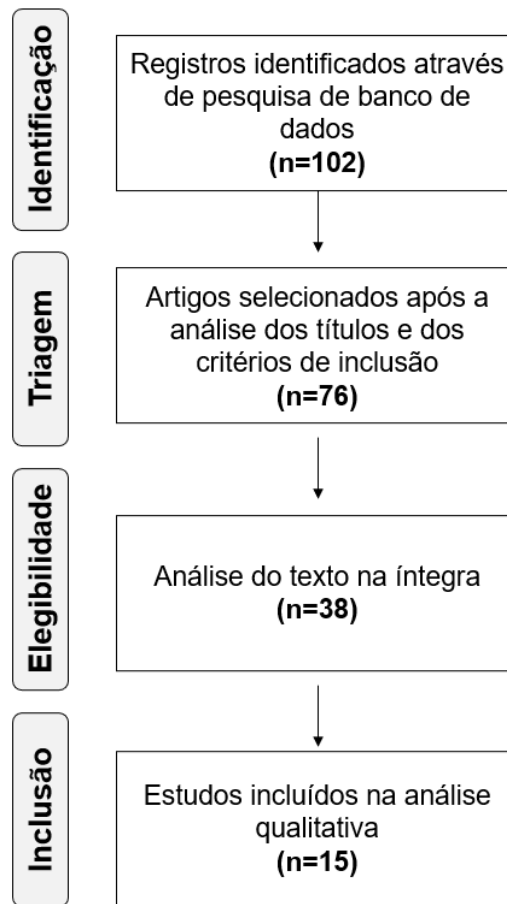 Identificação
Registros identificados através
de pesquisa de banco de
dados
(n=102)
Triagem
Artigos selecionados após a
análise dos títulos e dos
critérios de inclusão
(n=76)
Elegibilidade
Análise do texto na íntegra
(n=38)
Inclusão
Estudos incluídos na análise
qualitativa
(n=15)